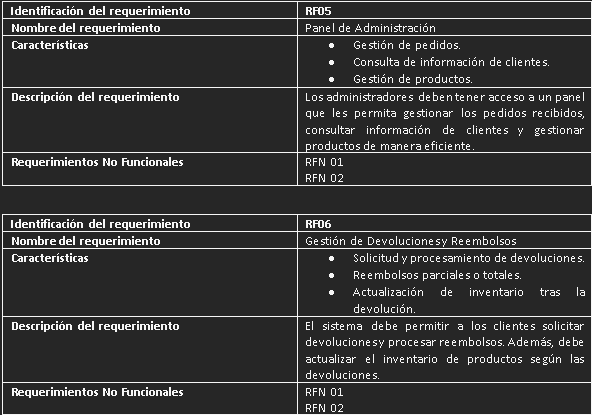 Identificación del requerimiento RF05
Nombre del requerimiento Panel de Administración
Características ● Gestión de pedidos.
● Consulta de información de clientes.
● Gestión de productos.
Descripción del requerimiento Los administradores deben tener acceso a un panel
que les permita gestionar los pedidos recibidos,
consultar información de clientes y gestionar
productos de manera eficiente.
Requerimientos No Funcionales RFN 01
RFN 02
Identificación del requerimiento RF06
Nombre del requerimiento Gestión de Devoluciones y Reembolsos
Características ● Solicitud y procesamiento de devoluciones.
● Reembolsos parciales o totales.
● Actualización de inventario tras la
devolución.
Descripción del requerimiento El sistema debe permitir a los clientes solicitar
devoluciones y procesar reembolsos. Además, debe
actualizar el inventario de productos según las
devoluciones.
Requerimientos No Funcionales RFN 01
RFN 02